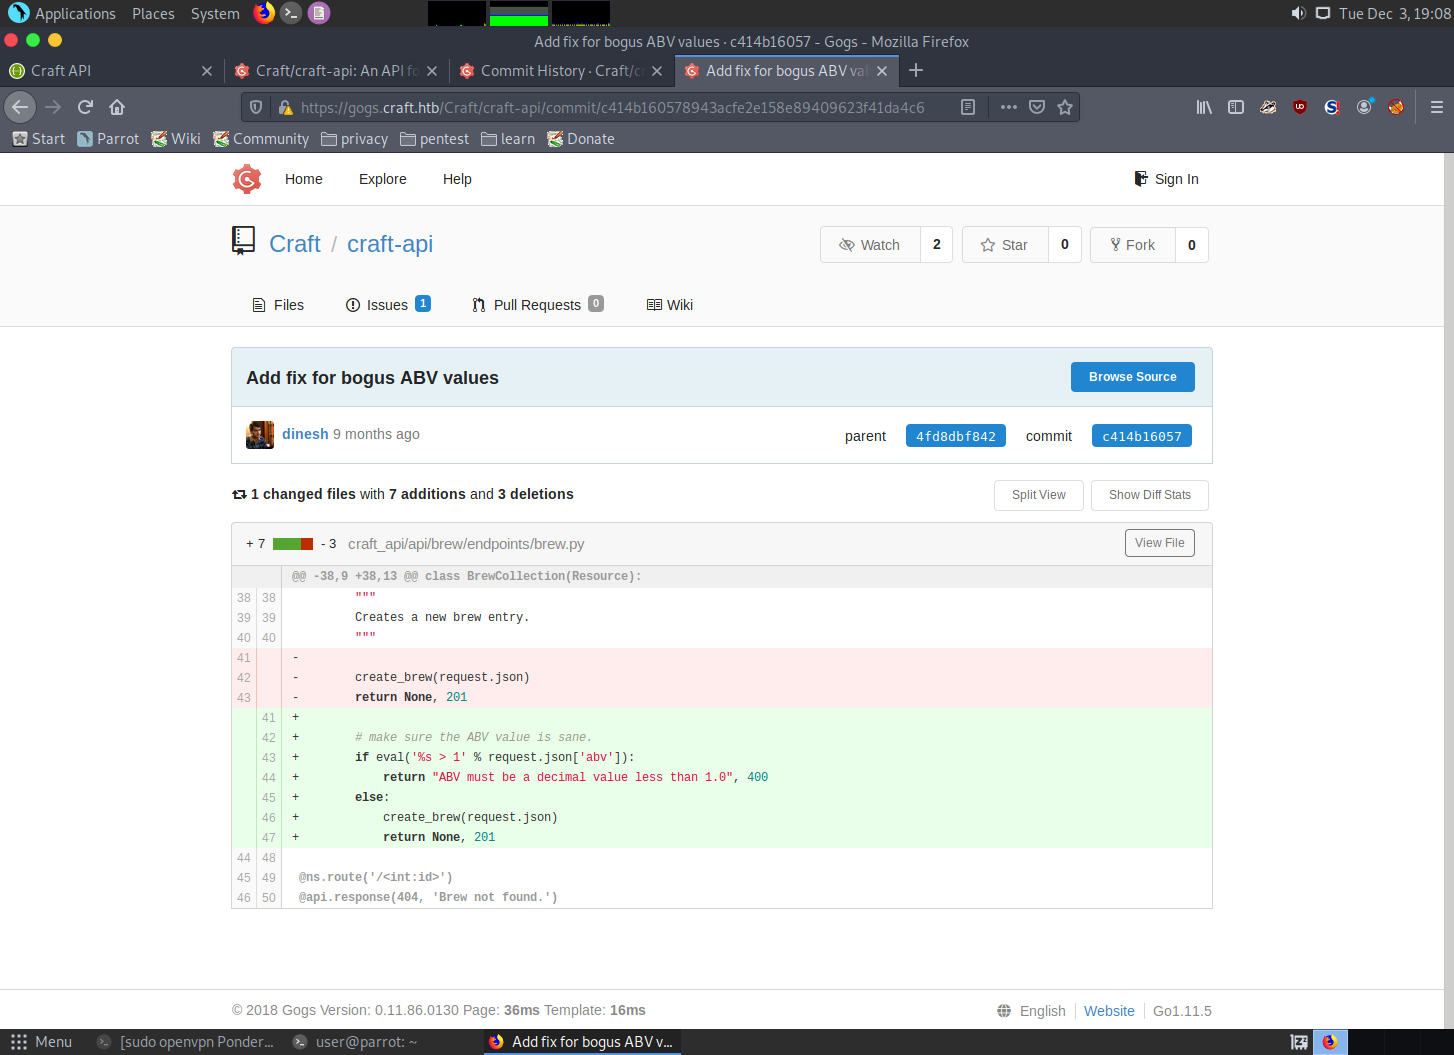 Applications Places System Tue Dec 3, 19:08
Add fix for bogus ABV values · c414b16057 - Gogs - Mozilla Firefox
Craft API Craft/craft-api: An API fo Commit History · Craft/cr Add fix for bogus ABV val
https://gogs.craft.htb/Craft/craft-api/commit/c414b160578943acfe2e158e89409623f41da4c6
Start Parrot Wiki Community privacy pentest learn Donate
Home Explore Help Sign In
Craft / craft-api Watch 2 Star 0 Fork 0
Files Issues 1 Pull Requests 0 Wiki
Add fix for bogus ABV values Browse Source
dinesh 9 months ago parent 4fd8dbf842 commit c414b16057
1 changed files with 7 additions and 3 deletions Split View Show Diff Stats
+ 7 - 3 craft_api/api/brew/endpoints/brew.py View File
@@ -38,9 +38,13 @@ class BrewCollection(Resource):
38 38 """
39 39 Creates a new brew entry.
40 40 """
41 -
42 - create_brew(request.json)
43 - return None, 201
41 +
42 + # make sure the ABV value is sane.
43 + if eval('%s > 1' % request.json['abv']):
44 + return "ABV must be a decimal value less than 1.0", 400
45 + else:
46 + create_brew(request.json)
47 + return None, 201
44 48
45 49 @ns.route('/<int:id>')
46 50 @api.response(404, 'Brew not found.')
© 2018 Gogs Version: 0.11.86.0130 Page: 36ms Template: 16ms English Website Go1.11.5
Menu [sudo openvpn Ponder... user@parrot: ~ Add fix for bogus ABV v...